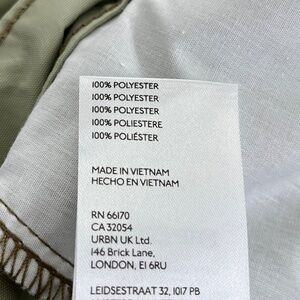 100% POLYESTER
100% POLYESTER
100% POLYESTER
100% POLIESTERE
100% POLIÉSTER
MADE IN VIETNAM
HECHO EN VIETNAM
RN 66170
CA 32054
URBN UK Ltd.
146 Brick Lane,
LONDON, E1 6RU
LEIDSESTRAAT 32, 1017 PB